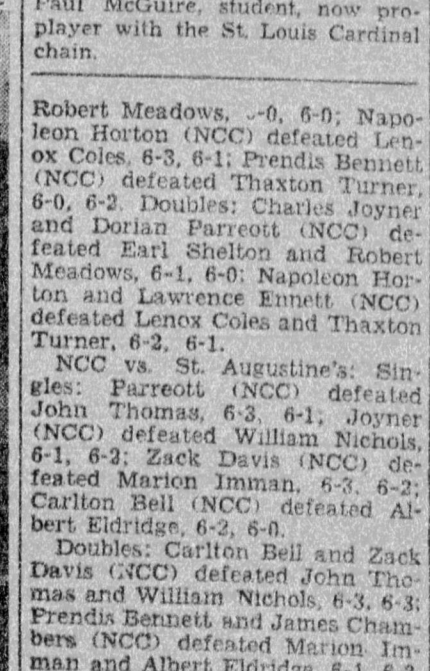 Paul McGuire, student, now pro-
player with the St. Louis Cardinal
chain.
Robert Meadows, -0, 6-0; Napo-
leon Horton (NCC) defeated Len-
ox Coles, 6-3, 6-1; Prendis Bennett
(NCC) defeated Thaxton Turner,
6-0, 6-2. Doubles: Charles Joyner
and Dorian Parreott (NCC) de-
feated Earl Shelton and Robert
Meadows, 6-1, 6-0; Napoleon Hor-
ton and Lawrence Ennett (NCC)
defeated Lenox Coles and Thaxton
Turner, 6-2, 6-1.
NCC vs. St. Augustine's: Sin-
gles: Parreott (NCC) defeated
John Thomas, 6-3, 6-1; Joyner
(NCC) defeated William Nichols,
6-1, 6-2; Zack Davis (NCC) de-
feated Marion Imman, 6-3, 6-2;
Carlton Bell (NCC) defeated Al-
bert Eldridge, 6-2, 6-0.
Doubles: Carlton Bell and Zack
Davis (NCC) defeated John Tho-
mas and William Nichols, 6-3, 6-3;
Prendis Bennett and James Cham-
bers (NCC) defeated Marion Im-
man and Albert Eldridge,